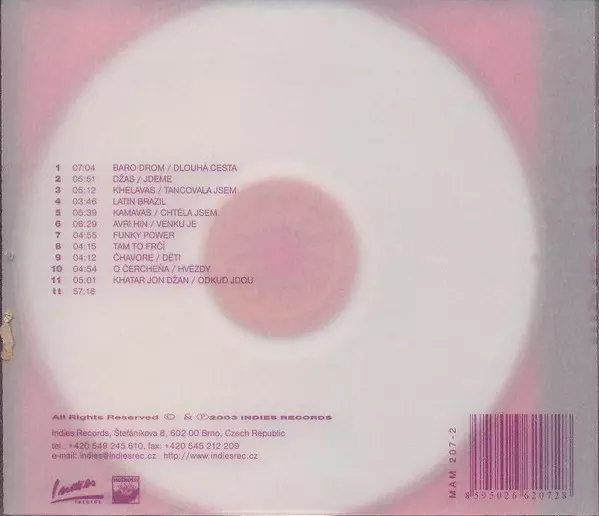 1 07:04 BARO DROM / DLOUHÁ CESTA
2 06:51 DŽAS / JDEME
3 05:12 KHELAVAS / TANCOVALA JSEM
4 03:46 LATIN BRAZIL
5 05:39 KAMAVAS / CHTĚLA JSEM
6 06:29 AVRI HIN / VENKU JE
7 04:55 FUNKY POWER
8 04:15 TAM TO FRČÍ
9 04:12 ČHAVORE / DĚTI
10 04:54 O ČERCHEŇA / HVĚZDY
11 05:01 KHATAR JON DŽAN / ODKUD JDOU
tt 57:18
All Rights Reserved © & ℗2003 INDIES RECORDS
Indies Records, Štefánikova 8, 602 00 Brno, Czech Republic
tel.: +420 549 245 610, fax: +420 545 212 209
e-mail: indies@indiesrec.cz http://www.indiesrec.cz
Indies
RECORDS
MAM 207-2
8595026620728